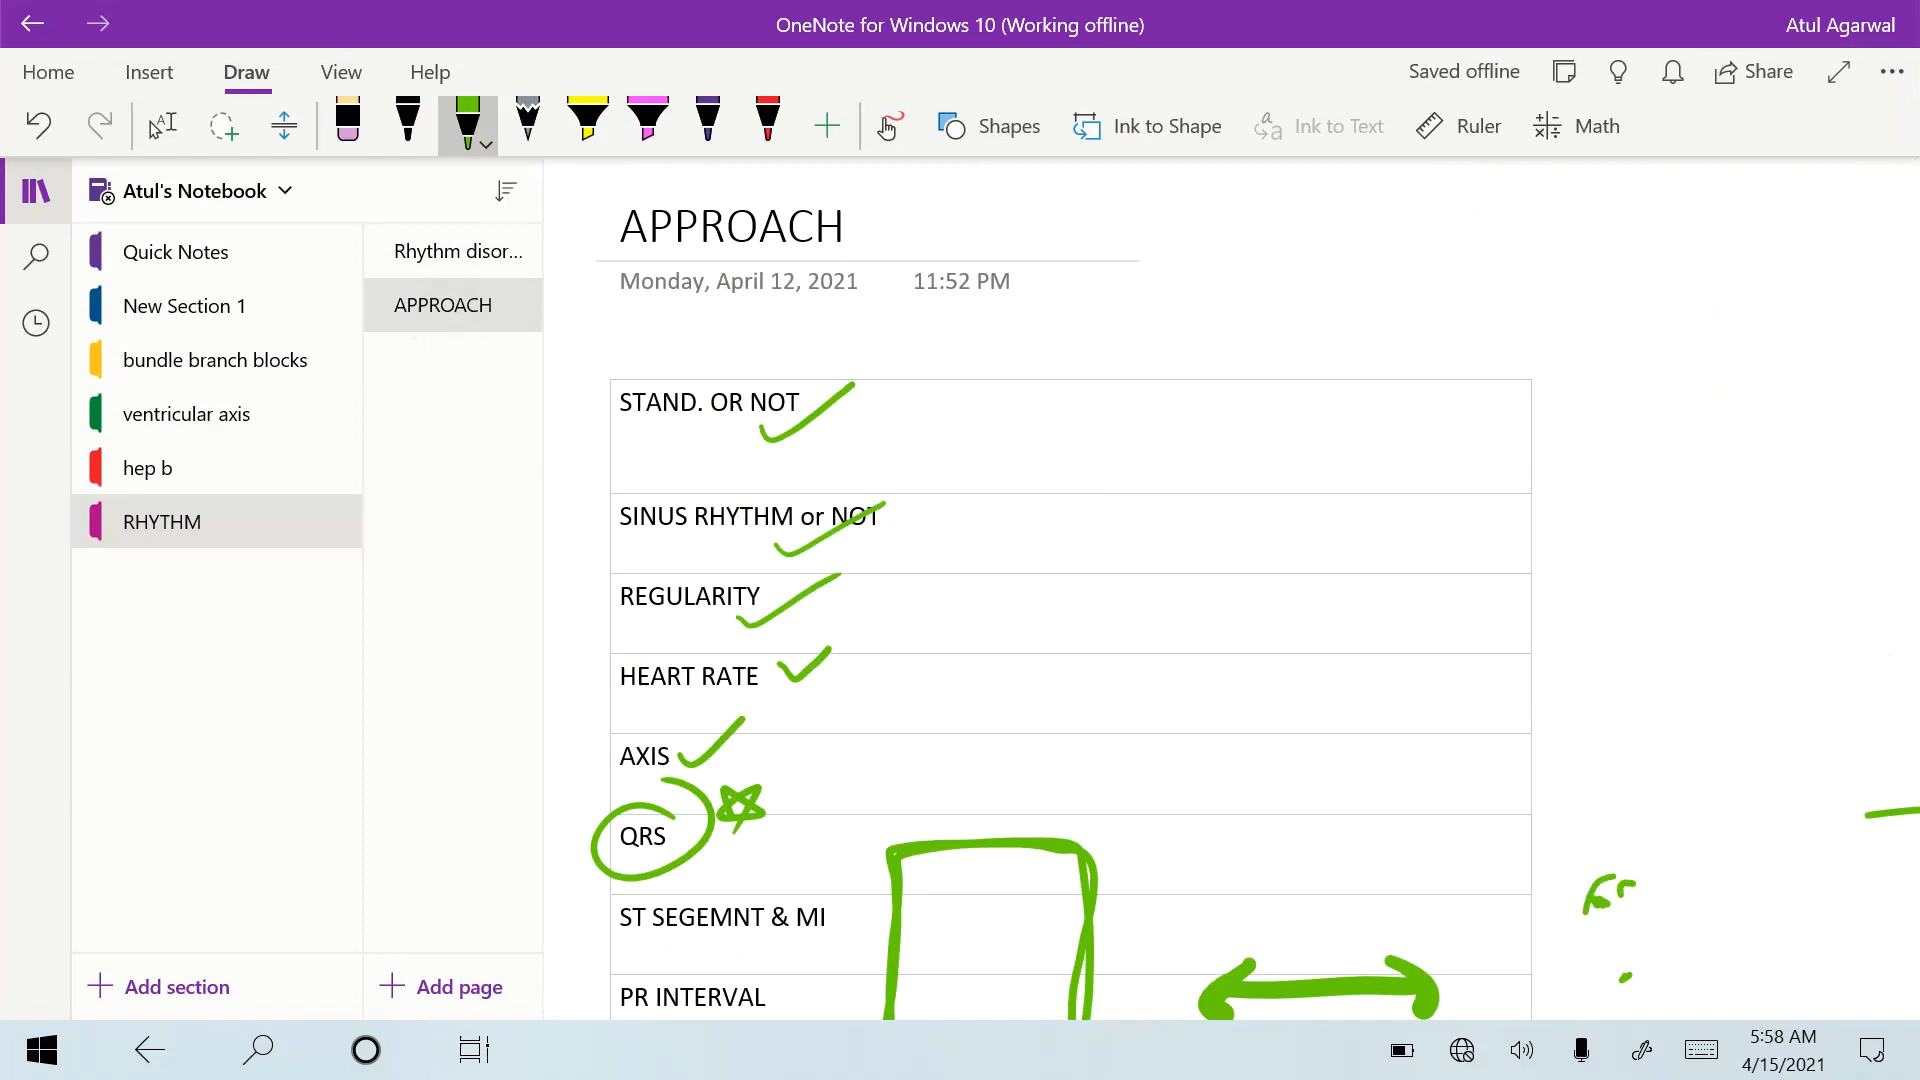 OneNote for Windows 10 (Working offline)
Atul Agarwal
Home Insert Draw View Help
Saved offline
Share
Shapes
Ink to Shape
Ink to Text
Ruler
Math
Atul's Notebook
Quick Notes
New Section 1
bundle branch blocks
ventricular axis
hep b
RHYTHM
Add section
Rhythm disor...
APPROACH
Add page
APPROACH
Monday, April 12, 2021 11:52 PM
STAND. OR NOT
SINUS RHYTHM or NOT
REGULARITY
HEART RATE
AXIS
QRS
ST SEGEMNT & MI
PR INTERVAL
5:58 AM
4/15/2021